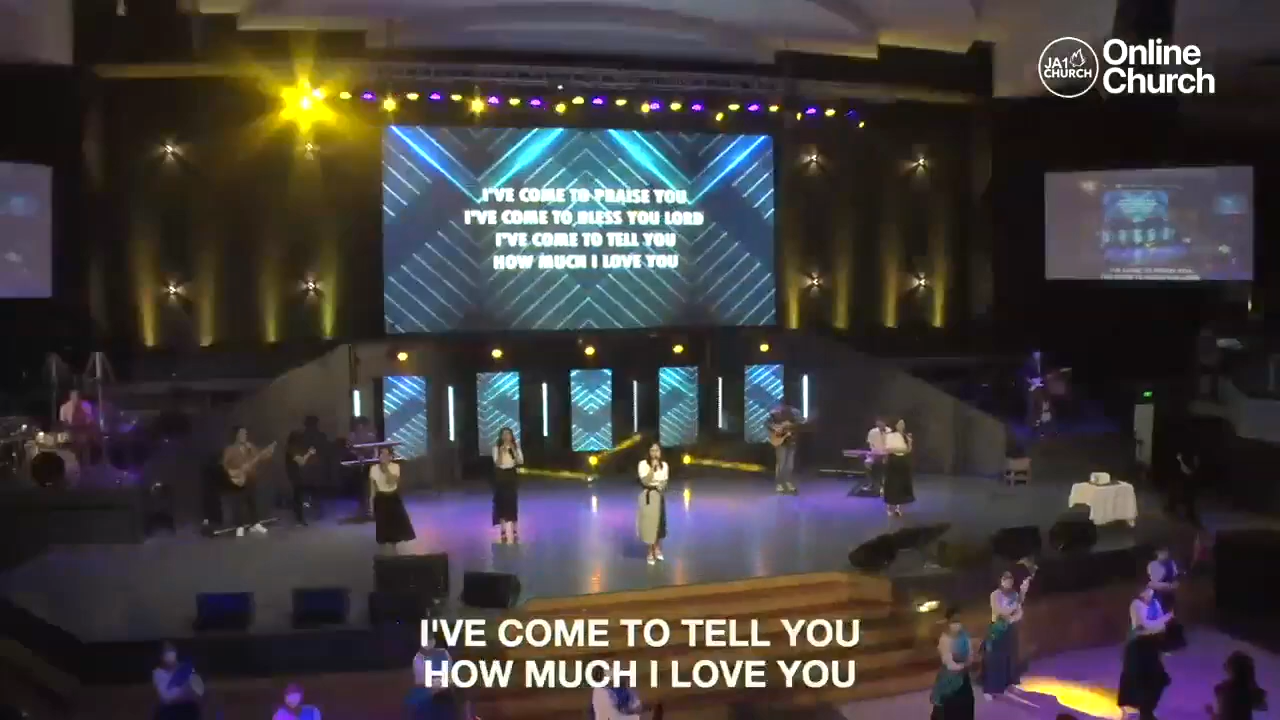 JA1
CHURCH
Online
Church
I'VE COME TO PRAISE YOU
I'VE COME TO BLESS YOU LORD
I'VE COME TO TELL YOU
HOW MUCH I LOVE YOU
I'VE COME TO TELL YOU
HOW MUCH I LOVE YOU